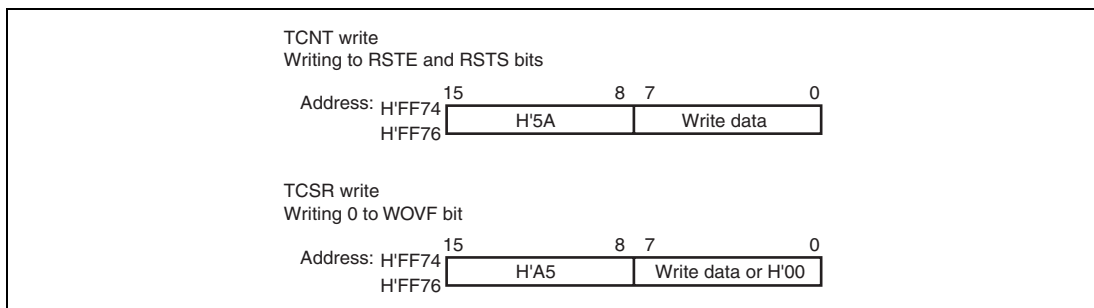 TCNT write
Writing to RSTE and RSTS bits
15 8 7 0
Address: H'FF74
H'5A Write data
H'FF76
TCSR write
Writing 0 to WOVF bit
15 8 7 0
Address: H'FF74
H'A5 Write data or H'00
H'FF76